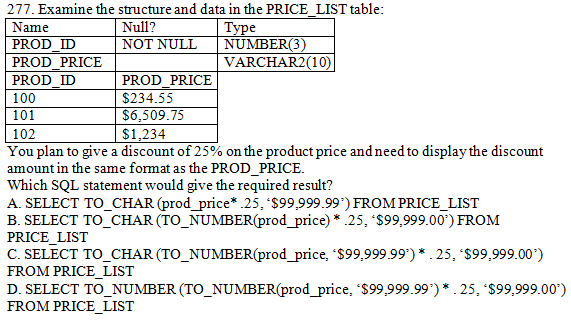 277. Examine the structure and data in the PRICE_LIST table:
Name Null? Type
PROD_ID NOT NULL NUMBER(3)
PROD_PRICE VARCHAR2(10)
PROD_ID PROD_PRICE
100 $234.55
101 $6,509.75
102 $1,234
You plan to give a discount of 25% on the product price and need to display the discount
amount in the same format as the PROD_PRICE.
Which SQL statement would give the required result?
A. SELECT TO_CHAR (prod_price* .25, ‘$99,999.99’) FROM PRICE_LIST
B. SELECT TO_CHAR (TO_NUMBER(prod_price) * .25, ‘$99,999.00’) FROM
PRICE_LIST
C. SELECT TO_CHAR (TO_NUMBER(prod_price, ‘$99,999.99’) * . 25, ‘$99,999.00’)
FROM PRICE_LIST
D. SELECT TO_NUMBER (TO_NUMBER(prod_price, ‘$99,999.99’) * . 25, ‘$99,999.00’)
FROM PRICE_LIST